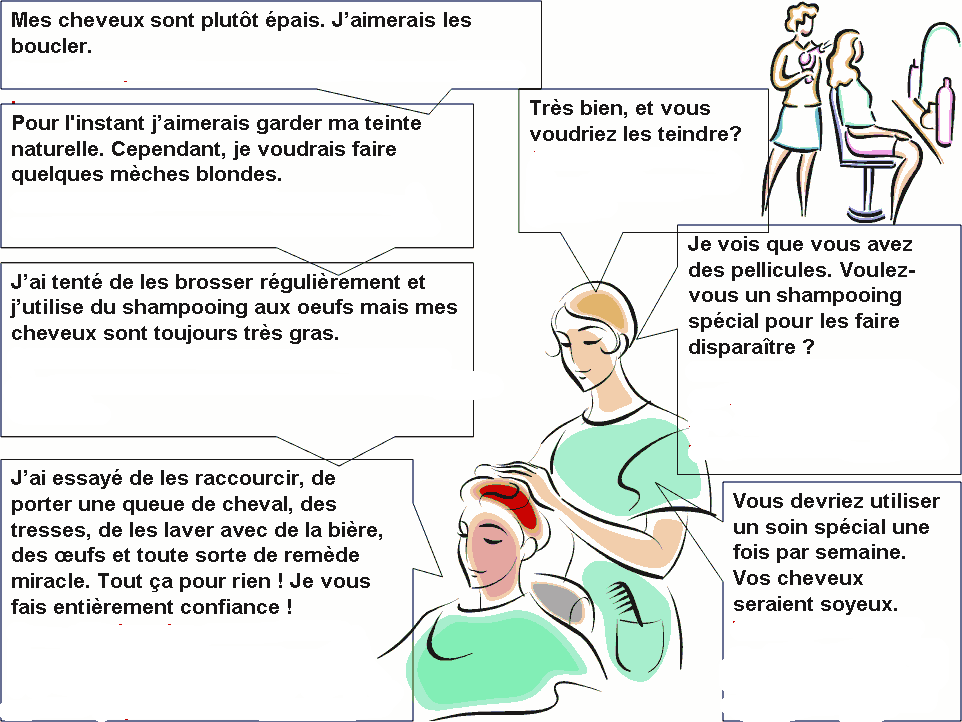 Mes cheveux sont plutôt épais. J’aimerais les
boucler.
Très bien, et vous
voudriez les teindre?
Pour l'instant j’aimerais garder ma teinte
naturelle. Cependant, je voudrais faire
quelques mèches blondes.
Je vois que vous avez
des pellicules. Voulez-
vous un shampooing
spécial pour les faire
disparaître ?
J’ai tenté de les brosser régulièrement et
j’utilise du shampooing aux oeufs mais mes
cheveux sont toujours très gras.
Vous devriez utiliser
un soin spécial une
fois par semaine.
Vos cheveux
seraient soyeux.
J’ai essayé de les raccourcir, de
porter une queue de cheval, des
tresses, de les laver avec de la bière,
des œufs et toute sorte de remède
miracle. Tout ça pour rien ! Je vous
fais entièrement confiance !